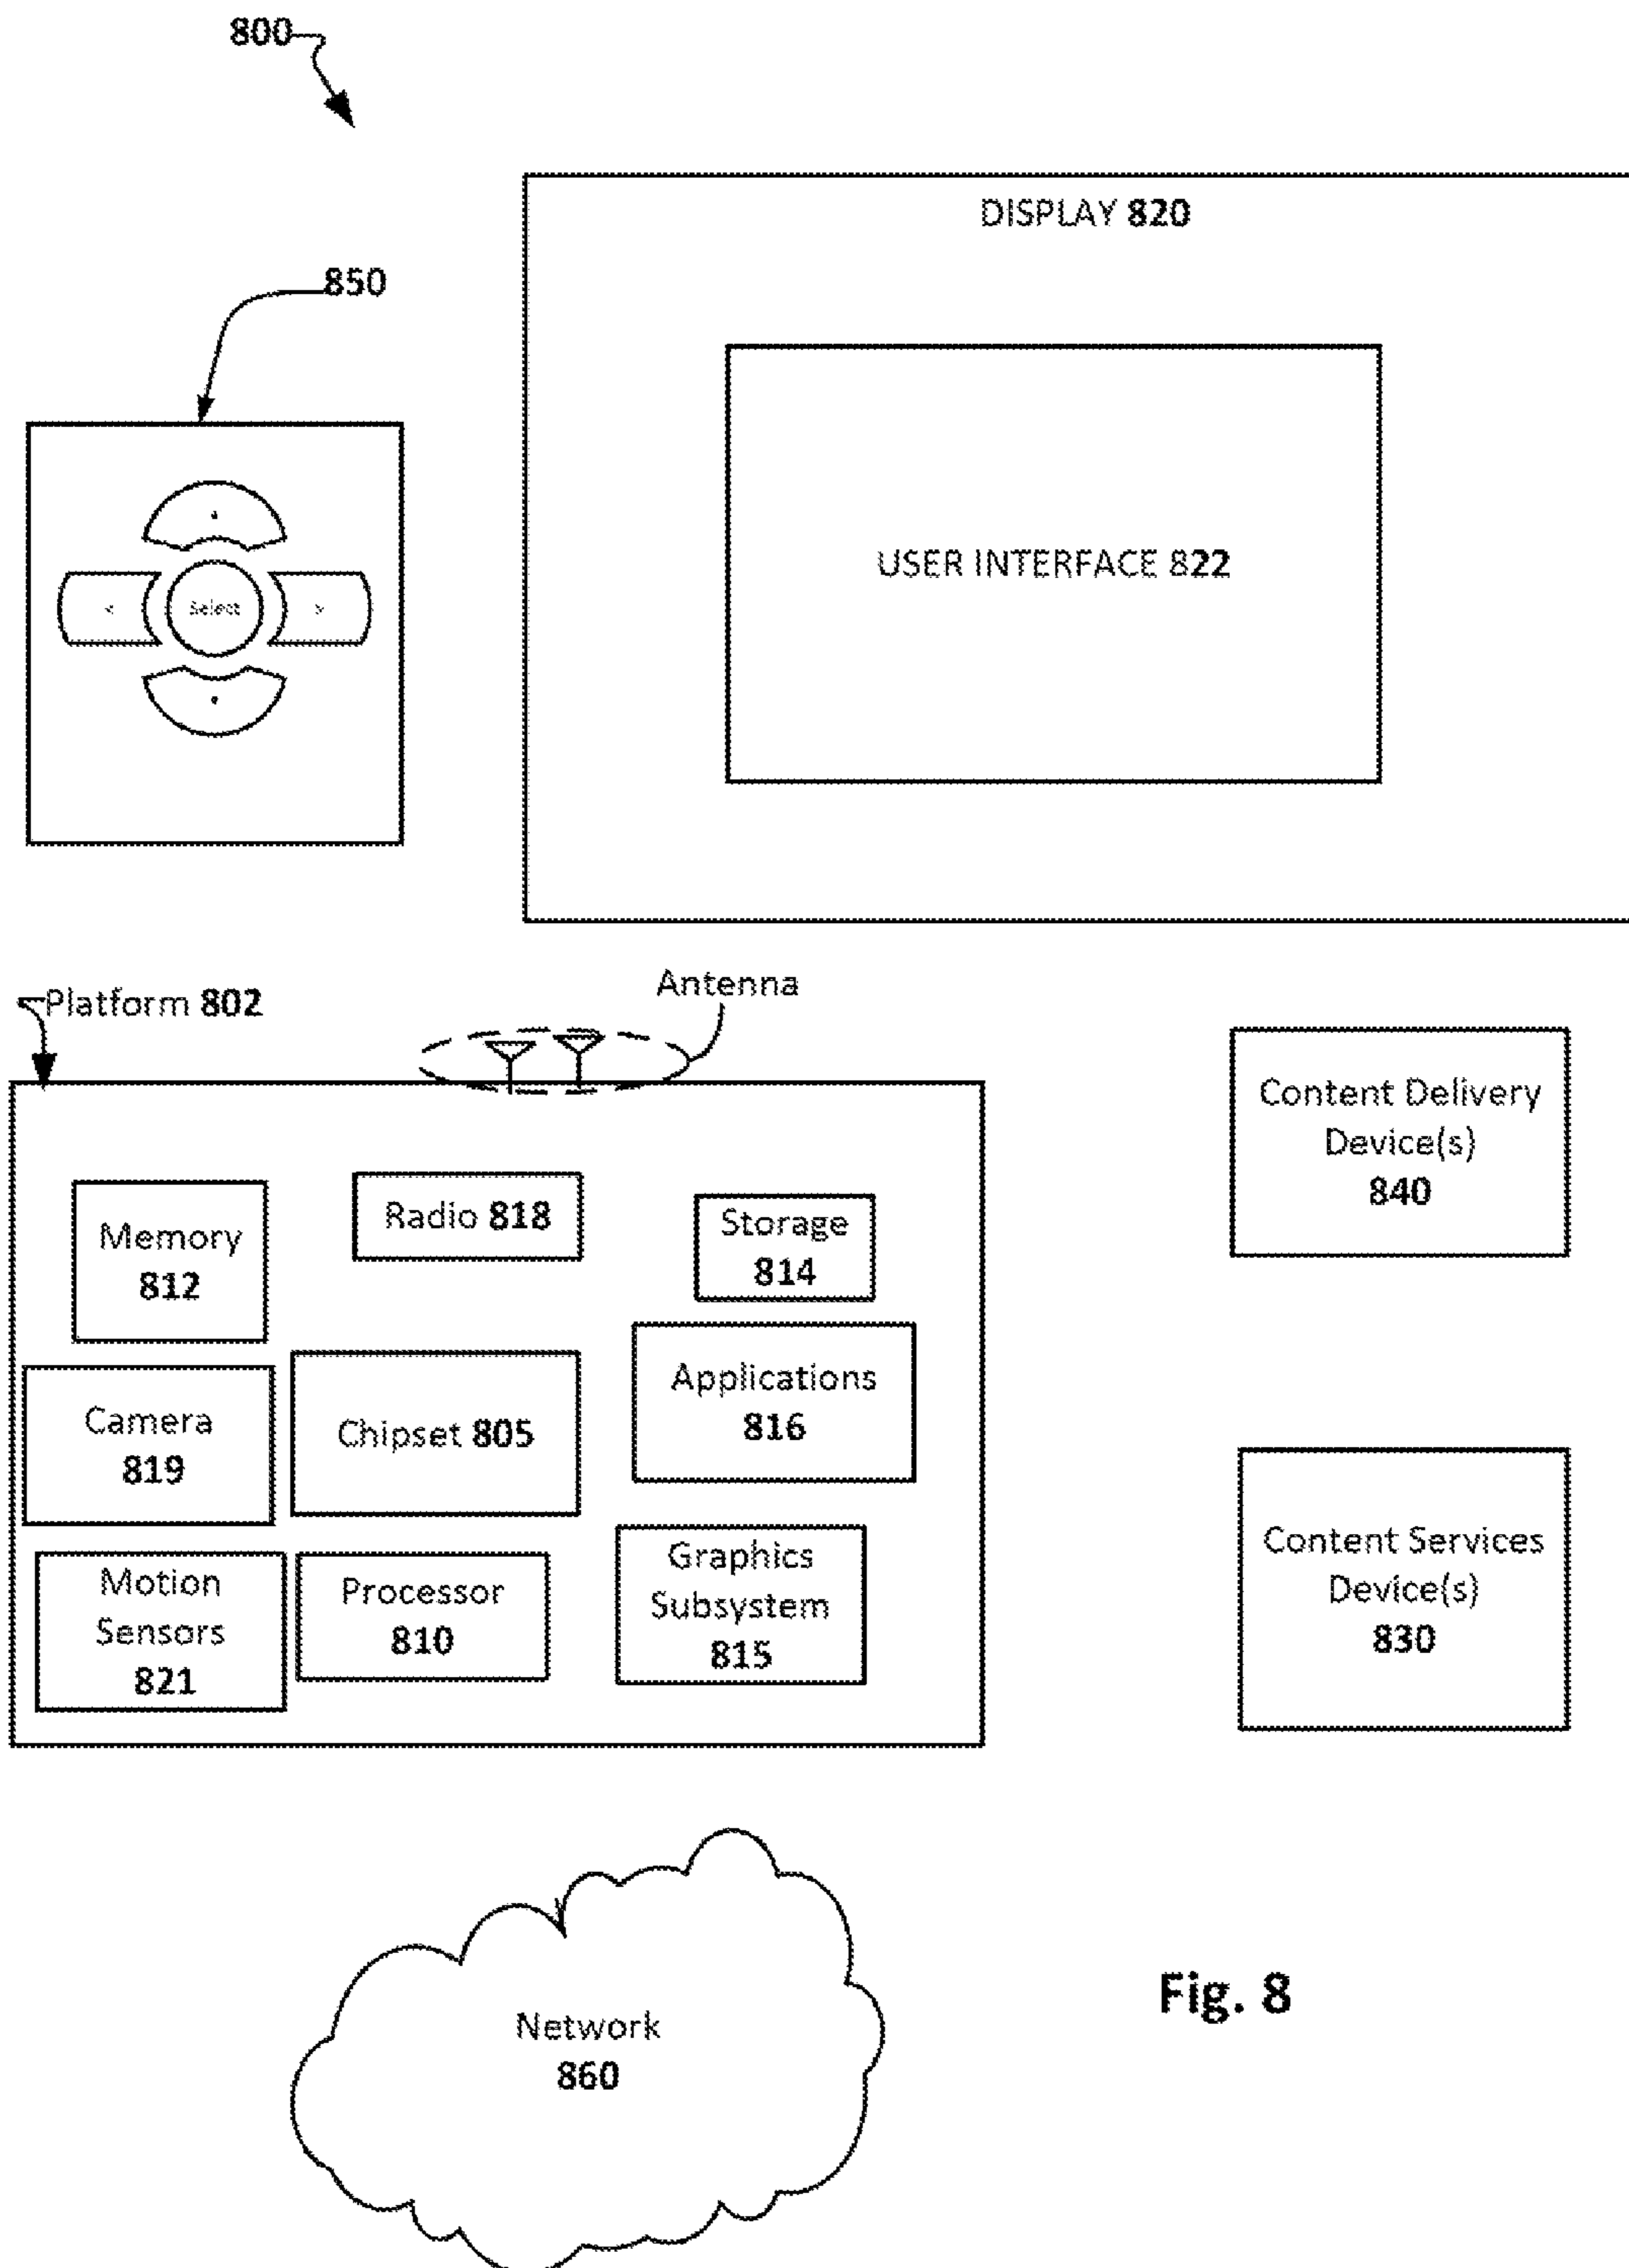 800
DISPLAY 820
850
USER INTERFACE 822
<
Select
>
Platform 802
Antenna
Memory
812
Radio 818
Storage
814
Content Delivery
Device(s)
840
Camera
819
Chipset 805
Applications
816
Motion
Sensors
821
Processor
810
Graphics
Subsystem
815
Content Services
Device(s)
830
Network
860
Fig. 8